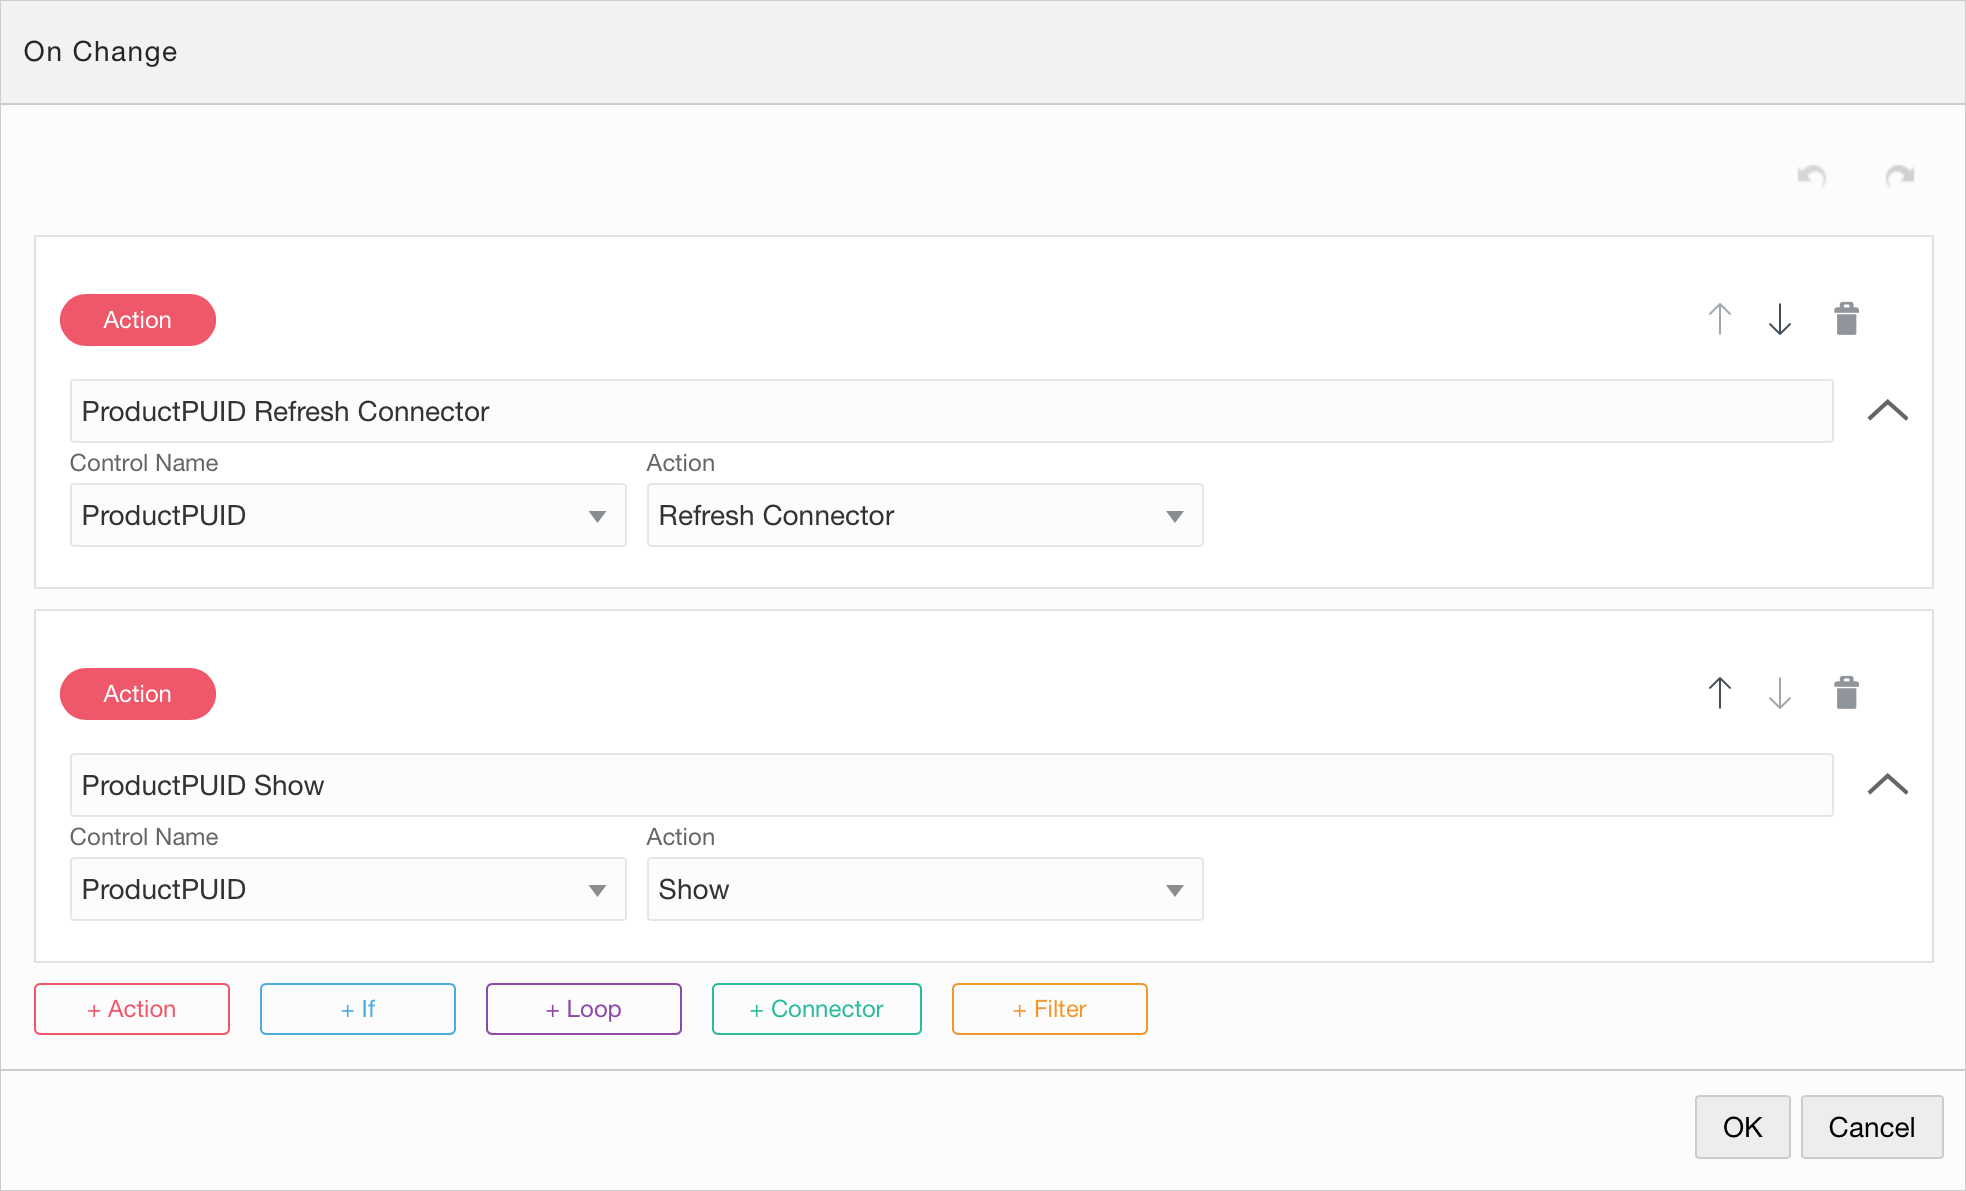 On Change
Action
ProductPUID Refresh Connector
Control Name Action
ProductPUID Refresh Connector
Action
ProductPUID Show
Control Name Action
ProductPUID Show
+ Action + If + Loop + Connector + Filter
OK Cancel